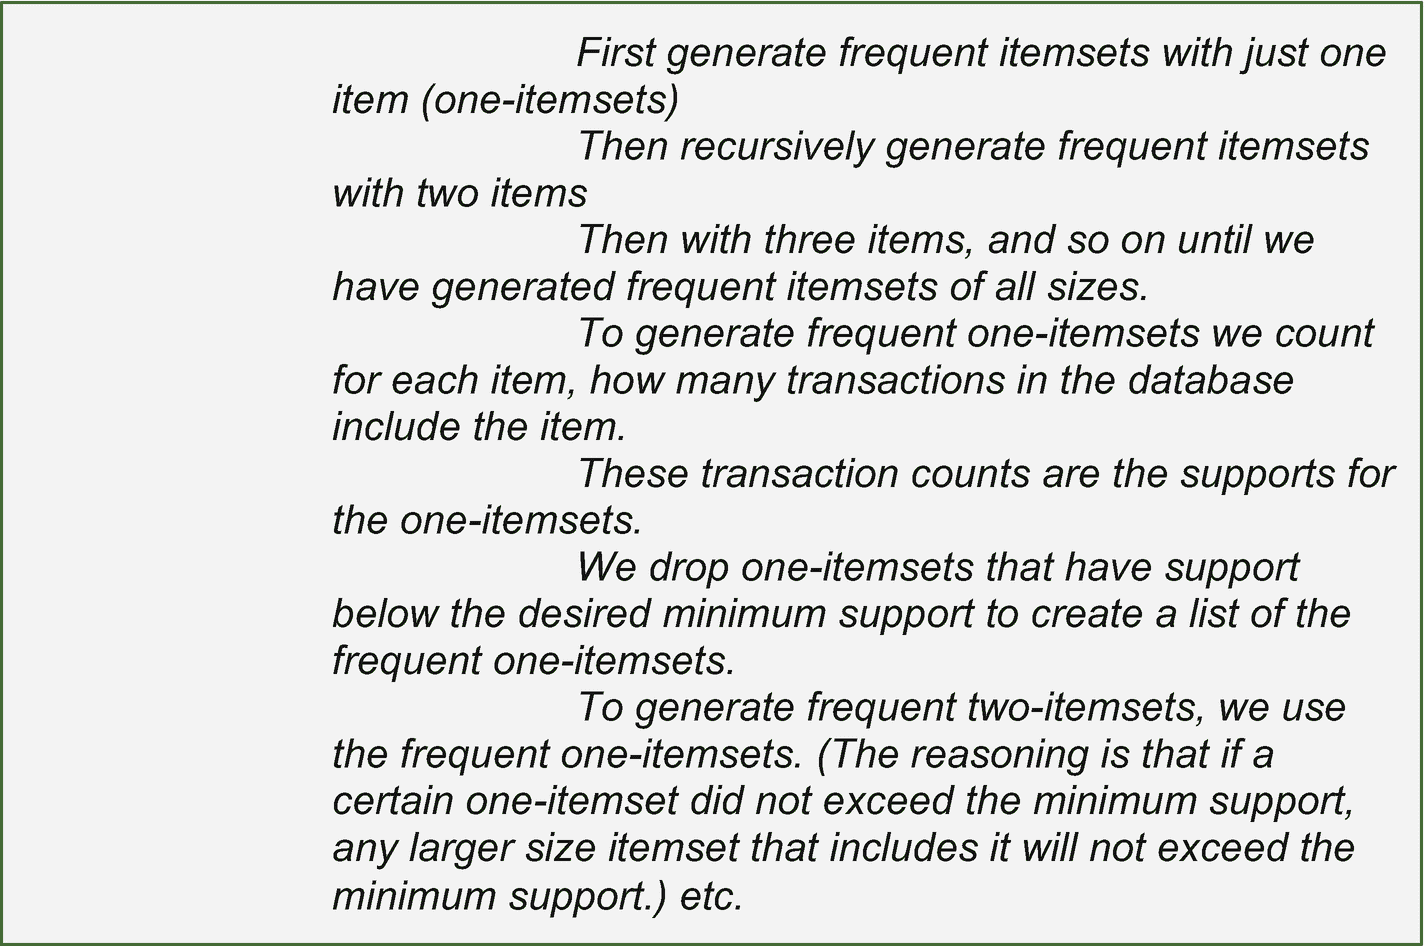 First generate frequent itemsets with just one
item (one-itemsets)
Then recursively generate frequent itemsets
with two items
Then with three items, and so on until we
have generated frequent itemsets of all sizes.
To generate frequent one-itemsets we count
for each item, how many transactions in the database
include the item.
These transaction counts are the supports for
the one-itemsets.
We drop one-itemsets that have support
below the desired minimum support to create a list of the
frequent one-itemsets.
To generate frequent two-itemsets, we use
the frequent one-itemsets. (The reasoning is that if a
certain one-itemset did not exceed the minimum support,
any larger size itemset that includes it will not exceed the
minimum support.) etc.